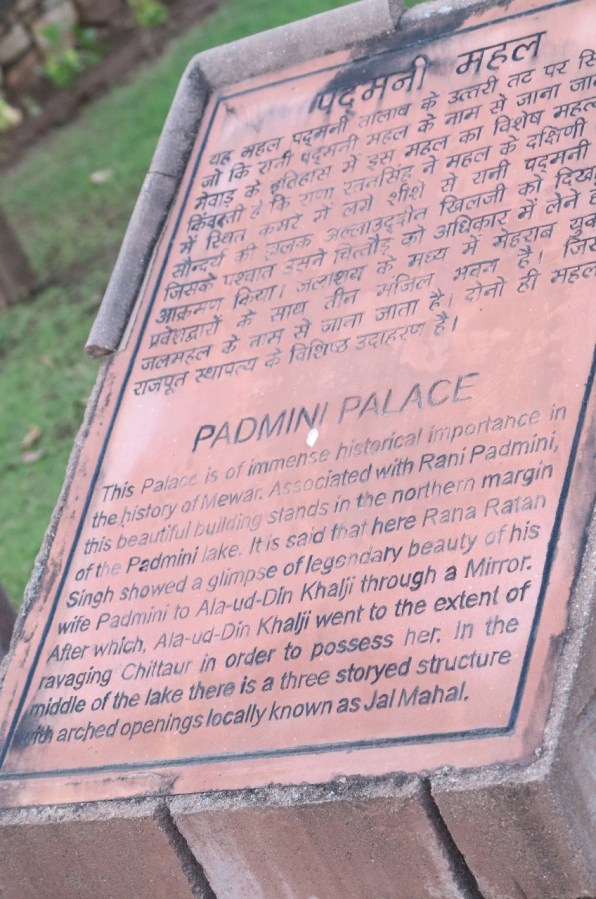 पद्मनी महल
यह महल पद्मनी तालाब के उत्तरी तट पर
जो कि रानी पद्मनी महल के नाम से जाना
मेवाड़ के इतिहास में इस महल का विशेष
किंवदन्ती है कि राणा रतनसिंह ने महल के दक्षिणी
में स्थित कमरे में लगे शीशे से रानी पद्मनी
सौन्दर्य की झलक अल्लाउद्दीन खिलजी को
जिसके पश्चात उसने चित्तौड़ को अधिकार में लेने
आक्रमण किया। जलाशय के मध्य में मेहराब
प्रवेशद्वारों के साथ तीन मंजिल भवन है।
जलमहल के नाम से जाना जाता है। दोनो ही महल
राजपूत स्थापत्य के विशिष्ठ उदाहरण है।
PADMINI PALACE
This Palace is of immense historical importance in
the history of Mewar. Associated with Rani Padmini,
this beautiful building stands in the northern margin
of the Padmini lake. It is said that here Rana Ratan
Singh showed a glimpse of legendary beauty of his
wife Padmini to Ala-ud-Din Khalji through a Mirror.
After which, Ala-ud-Din Khalji went to the extent of
ravaging Chittaur in order to possess her. In the
middle of the lake there is a three storyed structure
with arched openings locally known as Jal Mahal.